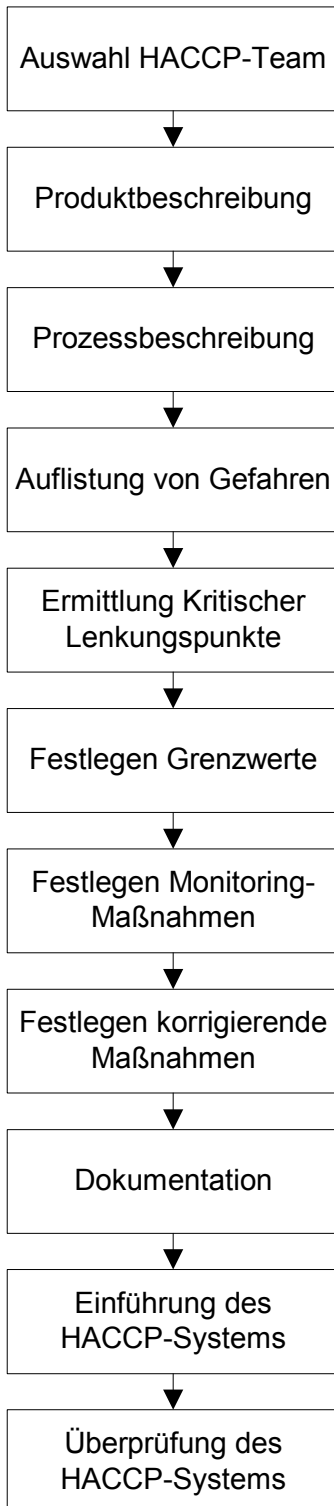 Auswahl HACCP-Team
Produktbeschreibung
Prozessbeschreibung
Auflistung von Gefahren
Ermittlung Kritischer
Lenkungspunkte
Festlegen Grenzwerte
Festlegen Monitoring-
Maßnahmen
Festlegen korrigierende
Maßnahmen
Dokumentation
Einführung des
HACCP-Systems
Überprüfung des
HACCP-Systems